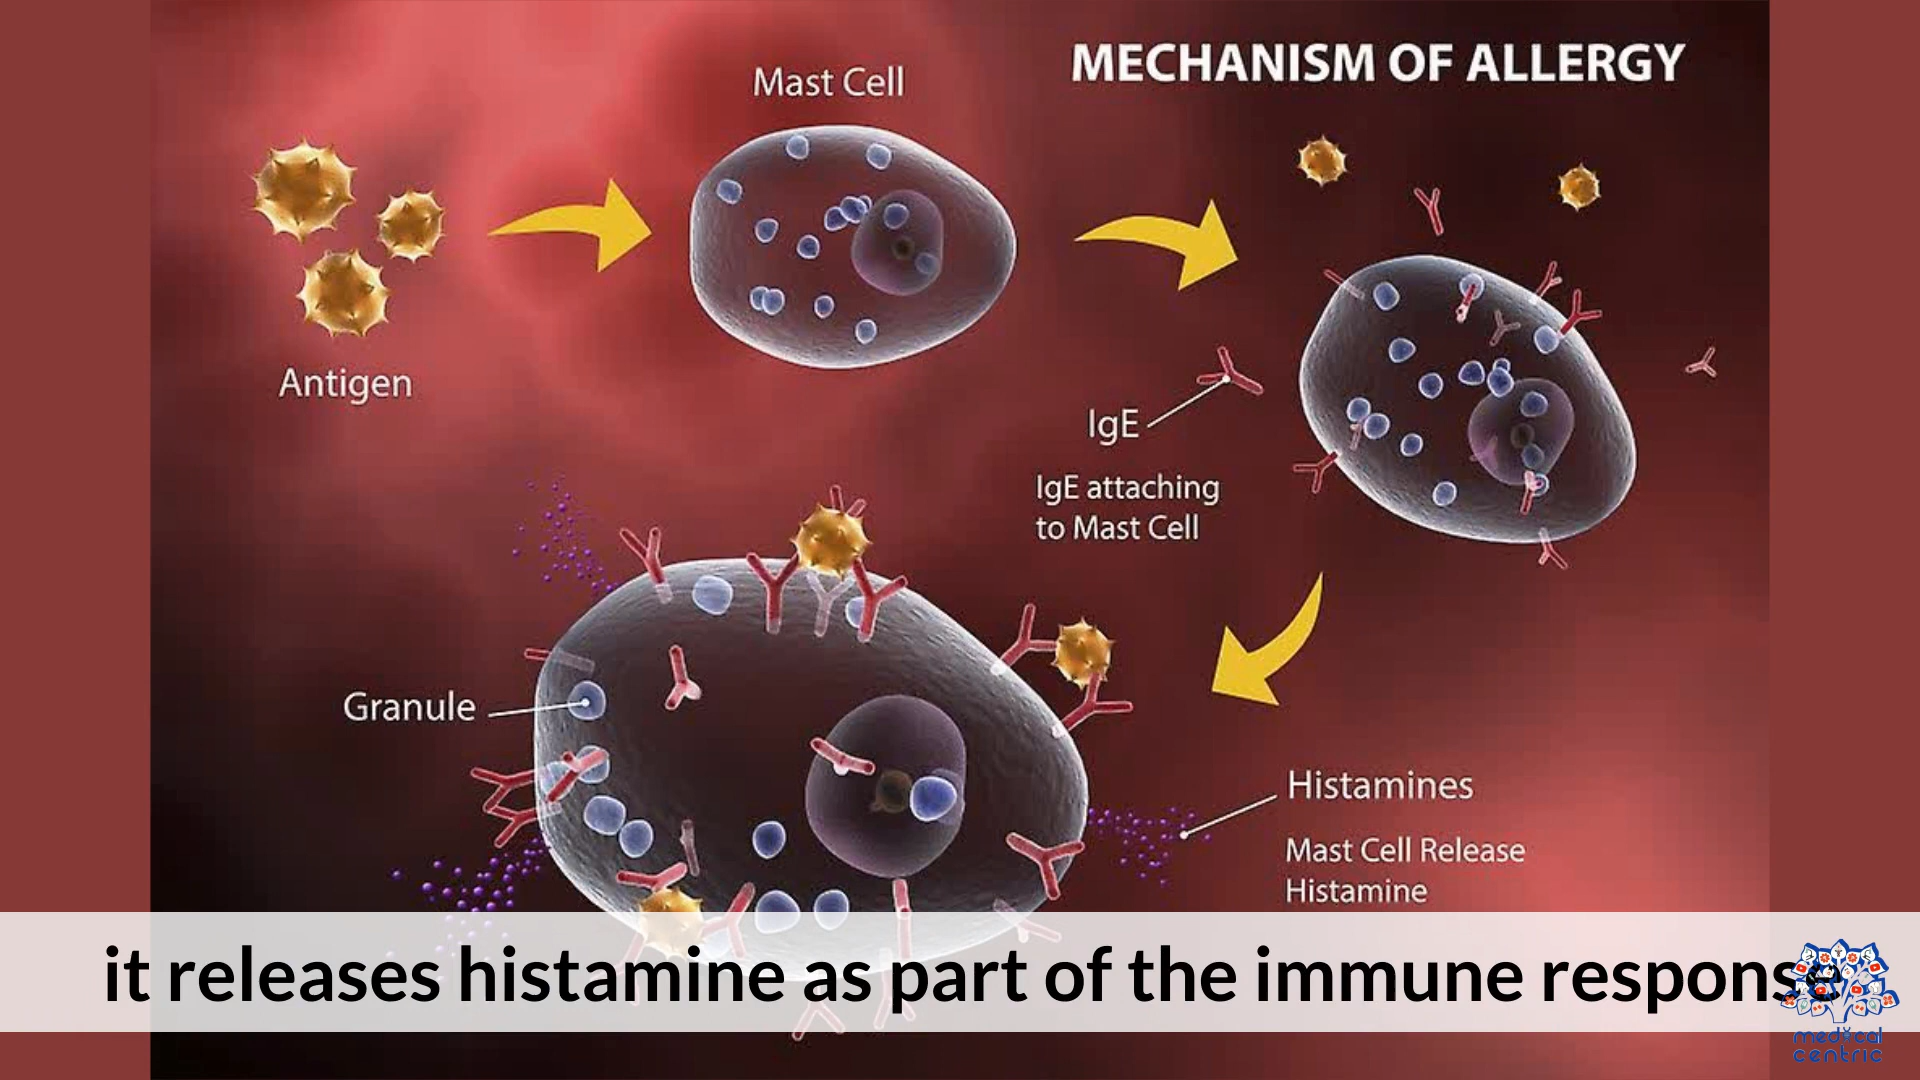 MECHANISM OF ALLERGY
Mast Cell
Antigen
IgE
IgE attaching
to Mast Cell
Granule
Histamines
Mast Cell Release
Histamine
it releases histamine as part of the immune response
medical
centric